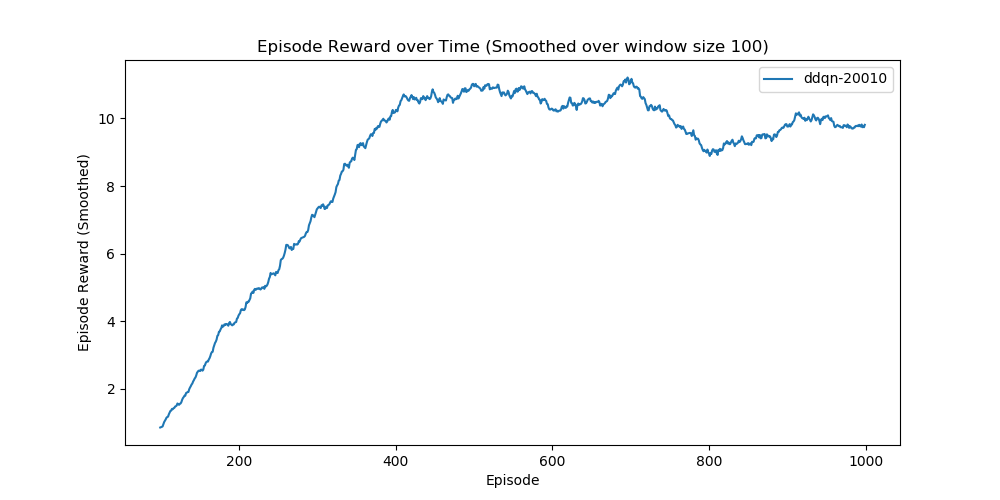 Episode Reward over Time (Smoothed over window size 100)
ddqn-20010
Episode Reward (Smoothed)
10
8
6
4
2
200 400 600 800 1000
Episode